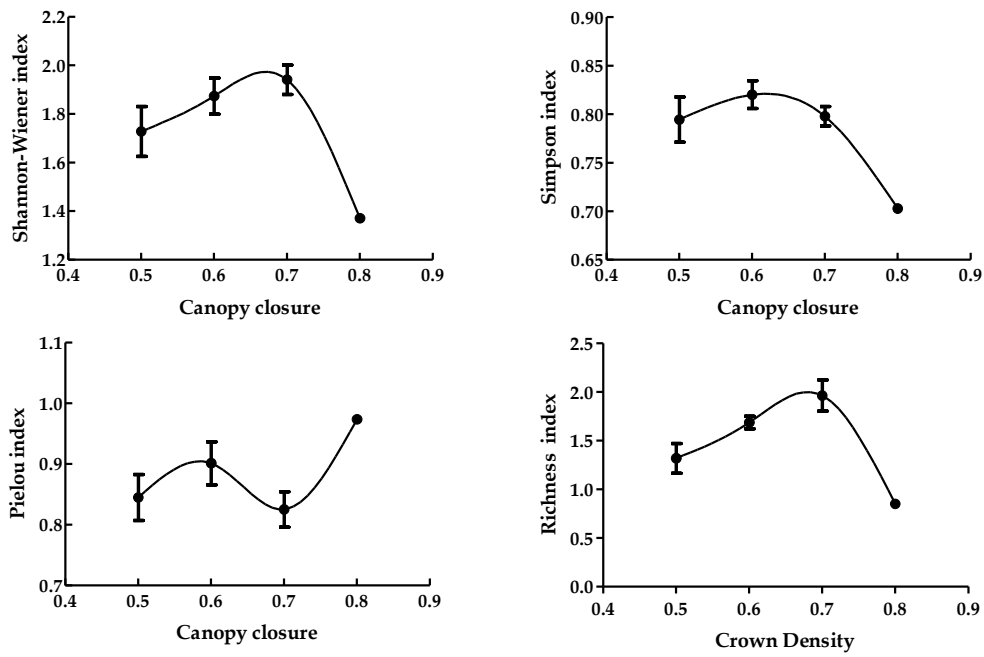 Shannon-Wiener index
2.2
2.0
1.8
1.6
1.4
1.2
0.4 0.5 0.6 0.7 0.8 0.9
Canopy closure
Simpson index
0.90
0.85
0.80
0.75
0.70
0.65
0.4 0.5 0.6 0.7 0.8 0.9
Canopy closure
Pielou index
1.1
1.0
0.9
0.8
0.7
0.4 0.5 0.6 0.7 0.8 0.9
Canopy closure
Richness index
2.5
2.0
1.5
1.0
0.5
0.0
0.4 0.5 0.6 0.7 0.8 0.9
Crown Density